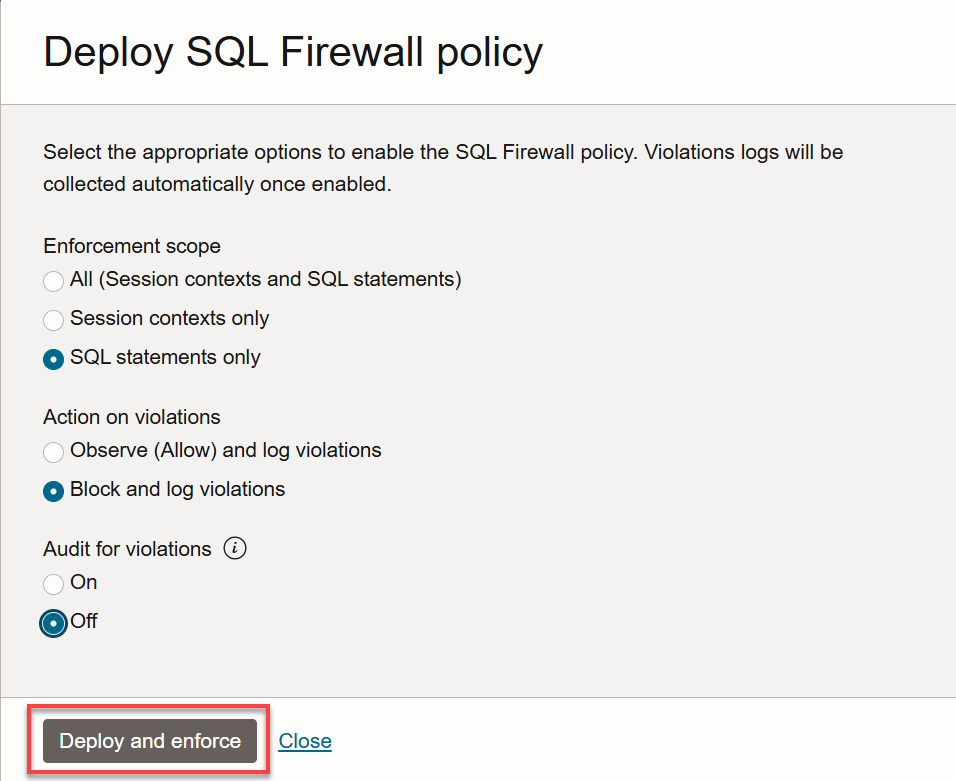 Deploy SQL Firewall policy
Select the appropriate options to enable the SQL Firewall policy. Violations logs will be
collected automatically once enabled.
Enforcement scope
All (Session contexts and SQL statements)
Session contexts only
SQL statements only
Action on violations
Observe (Allow) and log violations
Block and log violations
Audit for violations i
On
Off
Deploy and enforce Close